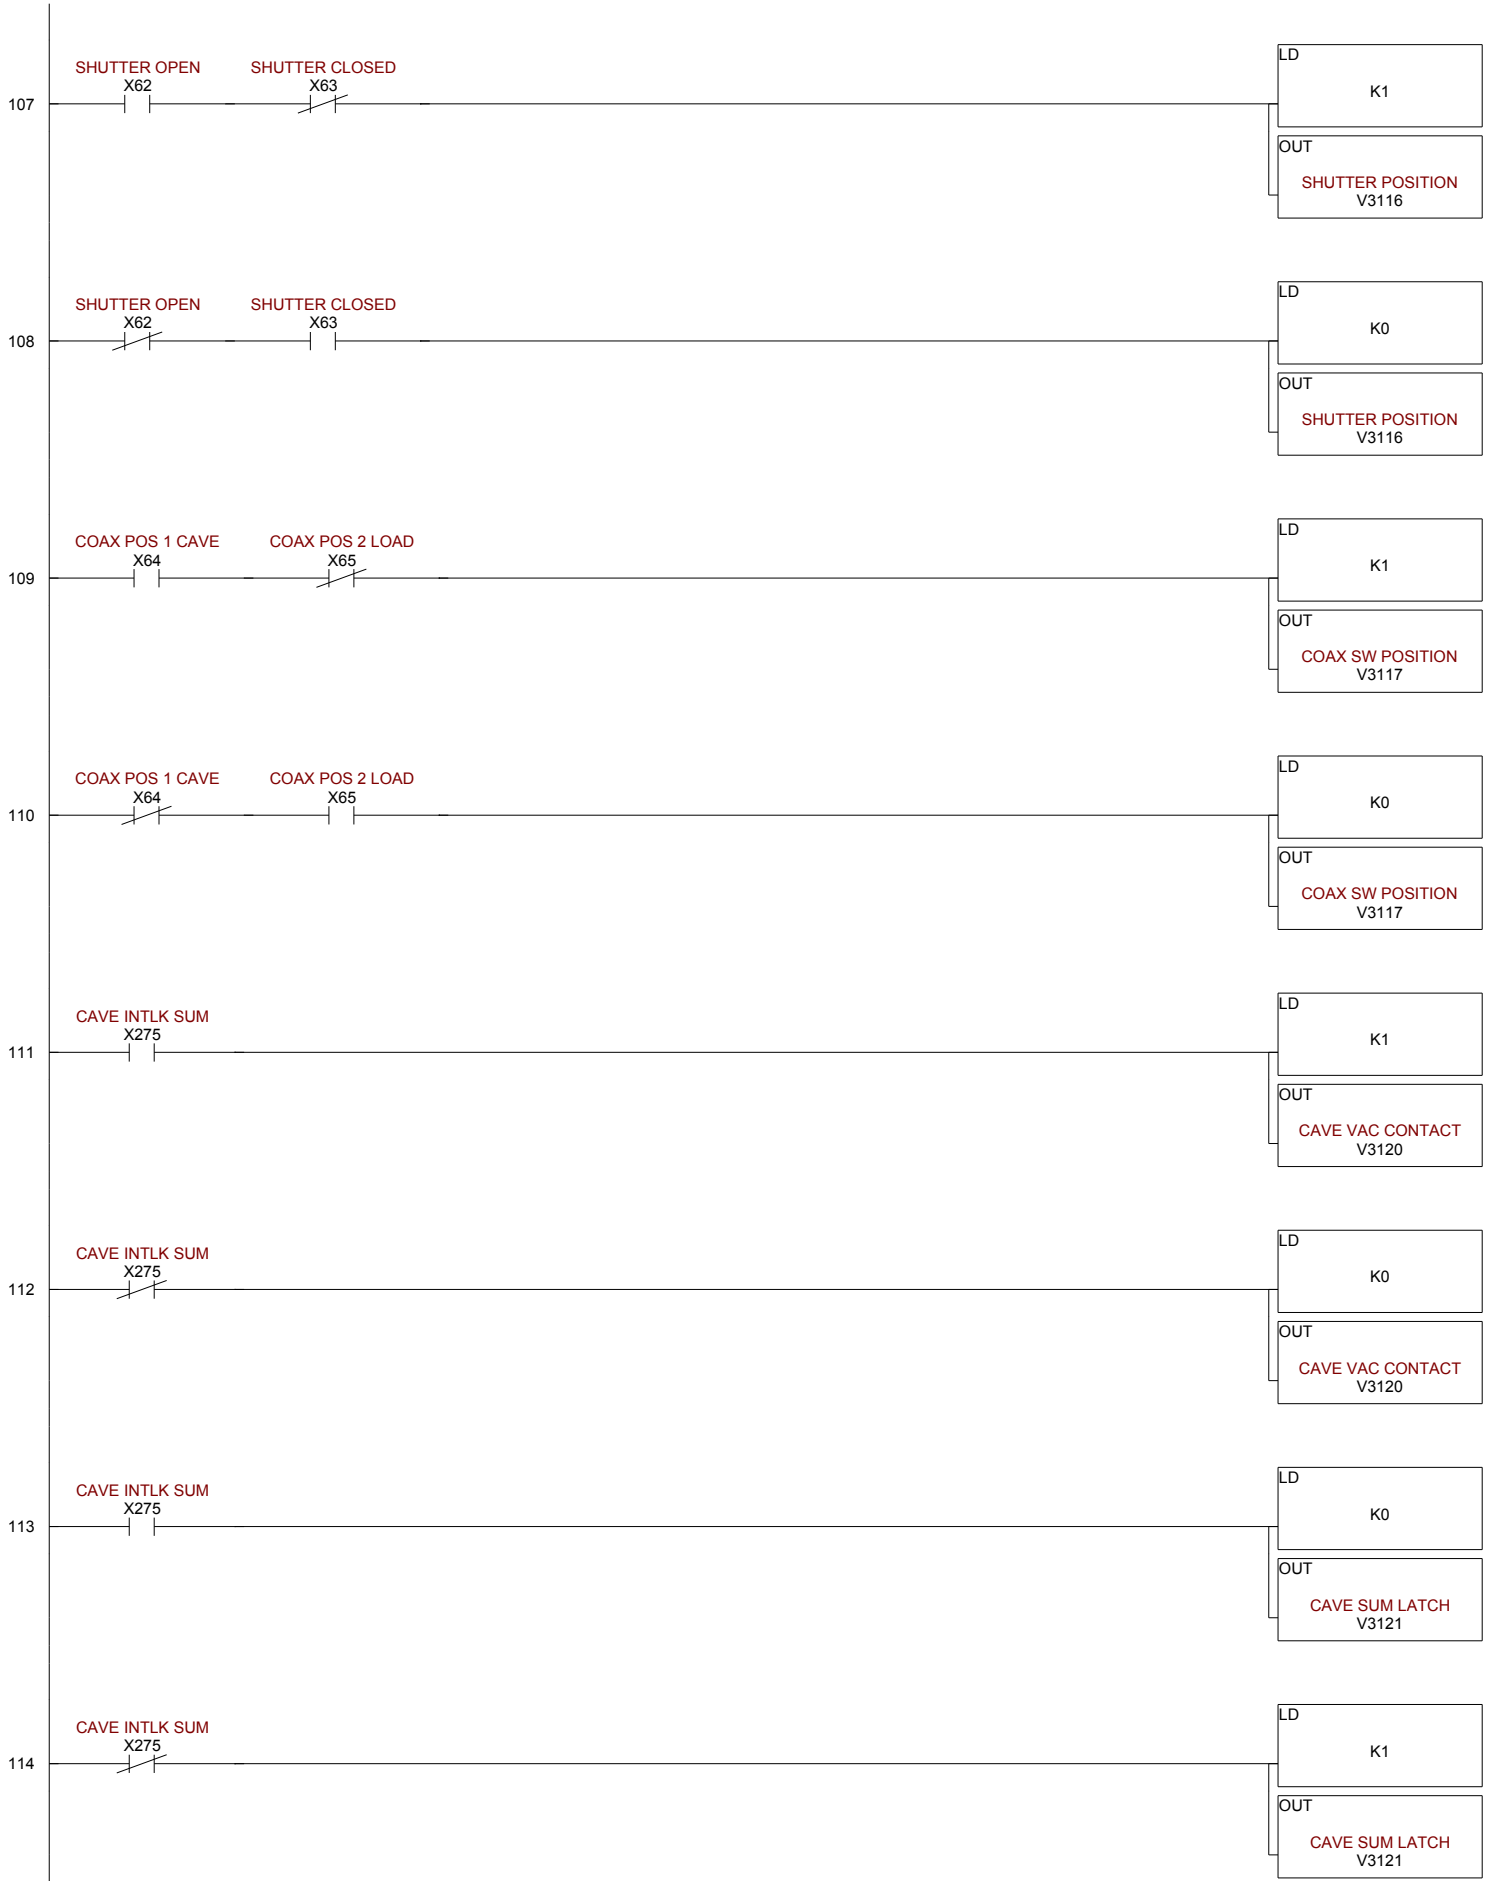 LD
SHUTTER OPEN SHUTTER CLOSED
X62 X63
K1
107
OUT
SHUTTER POSITION
V3116
LD
SHUTTER OPEN SHUTTER CLOSED
X62 X63
K0
108
OUT
SHUTTER POSITION
V3116
LD
COAX POS 1 CAVE COAX POS 2 LOAD
X64 X65
K1
109
OUT
COAX SW POSITION
V3117
LD
COAX POS 1 CAVE COAX POS 2 LOAD
X64 X65
K0
110
OUT
COAX SW POSITION
V3117
LD
CAVE INTLK SUM
X275
K1
111
OUT
CAVE VAC CONTACT
V3120
LD
CAVE INTLK SUM
X275
K0
112
OUT
CAVE VAC CONTACT
V3120
LD
CAVE INTLK SUM
X275
K0
113
OUT
CAVE SUM LATCH
V3121
LD
CAVE INTLK SUM
X275
K1
114
OUT
CAVE SUM LATCH
V3121